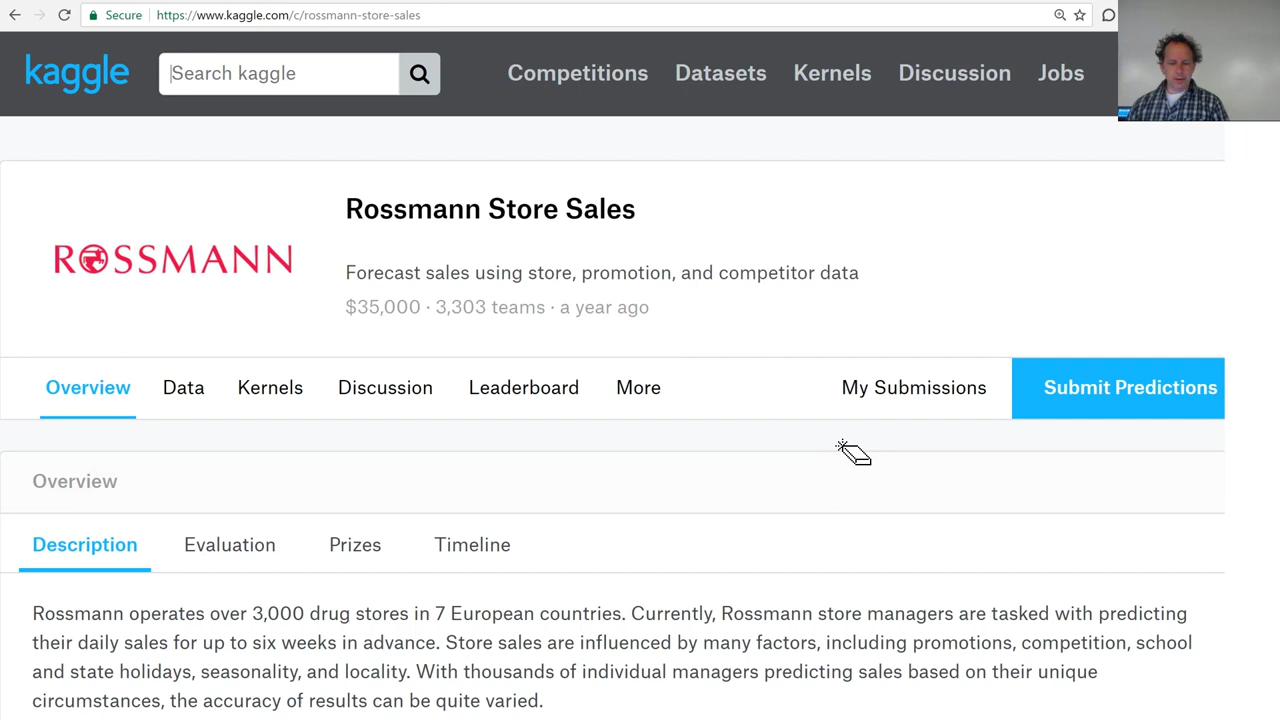 Secure https://www.kaggle.com/c/rossmann-store-sales
kaggle Search kaggle Competitions Datasets Kernels Discussion Jobs
Rossmann Store Sales
ROSSMANN
Forecast sales using store, promotion, and competitor data
$35,000 · 3,303 teams · a year ago
Overview Data Kernels Discussion Leaderboard More My Submissions Submit Predictions
Overview
Description Evaluation Prizes Timeline
Rossmann operates over 3,000 drug stores in 7 European countries. Currently, Rossmann store managers are tasked with predicting
their daily sales for up to six weeks in advance. Store sales are influenced by many factors, including promotions, competition, school
and state holidays, seasonality, and locality. With thousands of individual managers predicting sales based on their unique
circumstances, the accuracy of results can be quite varied.